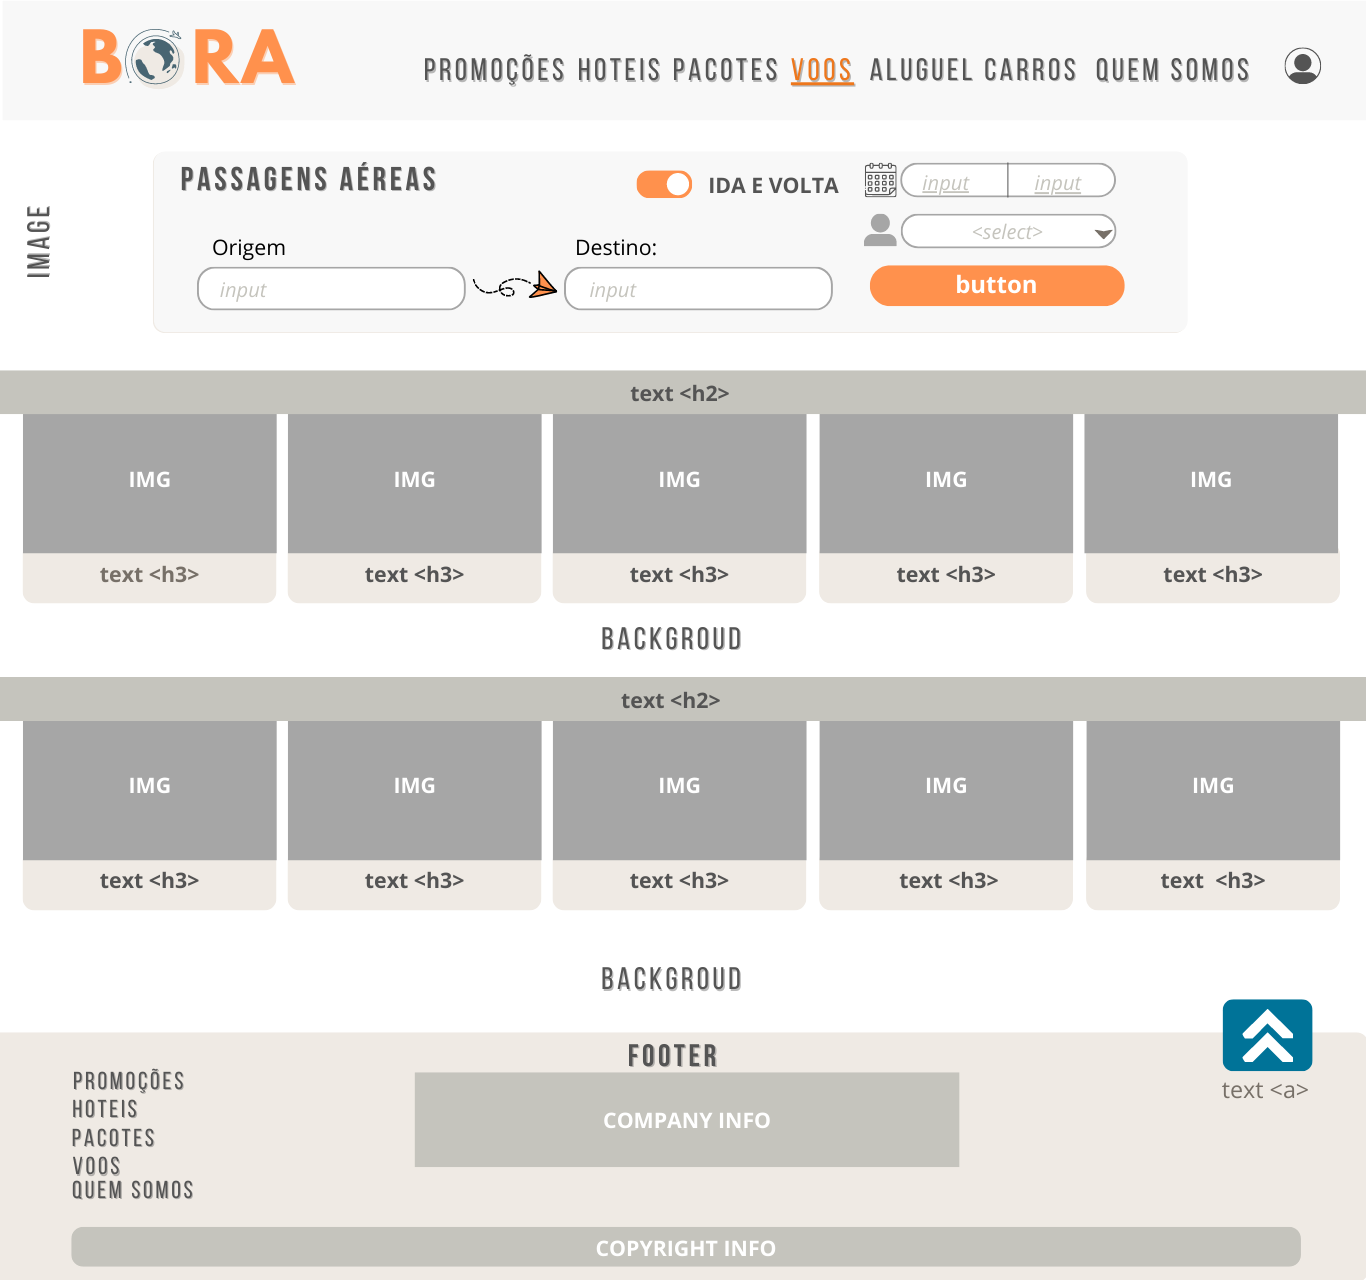 BORA
PROMOÇÕES HOTEIS PACOTES VOOS ALUGUEL CARROS QUEM SOMOS
IMAGE
PASSAGENS AÉREAS
IDA E VOLTA
input input
<select>
Origem
Destino:
input
input
button
text <h2>
IMG IMG IMG IMG IMG
text <h3> text <h3> text <h3> text <h3> text <h3>
BACKGROUD
text <h2>
IMG IMG IMG IMG IMG
text <h3> text <h3> text <h3> text <h3> text <h3>
BACKGROUD
FOOTER
PROMOÇÕES
HOTEIS
PACOTES
VOOS
QUEM SOMOS
COMPANY INFO
text <a>
COPYRIGHT INFO